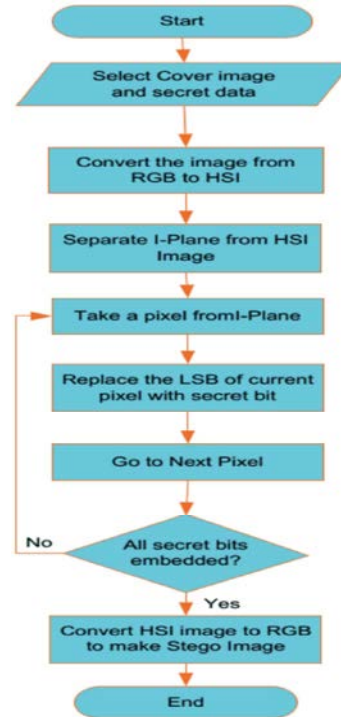 Start
Select Cover image
and secret data
Convert the image from
RGB to HSI
Separate I-Plane from HSI
Image
Take a pixel fromI-Plane
Replace the LSB of current
pixel with secret bit
Go to Next Pixel
No
All secret bits
embedded?
Yes
Convert HSI image to RGB
to make Stego Image
End